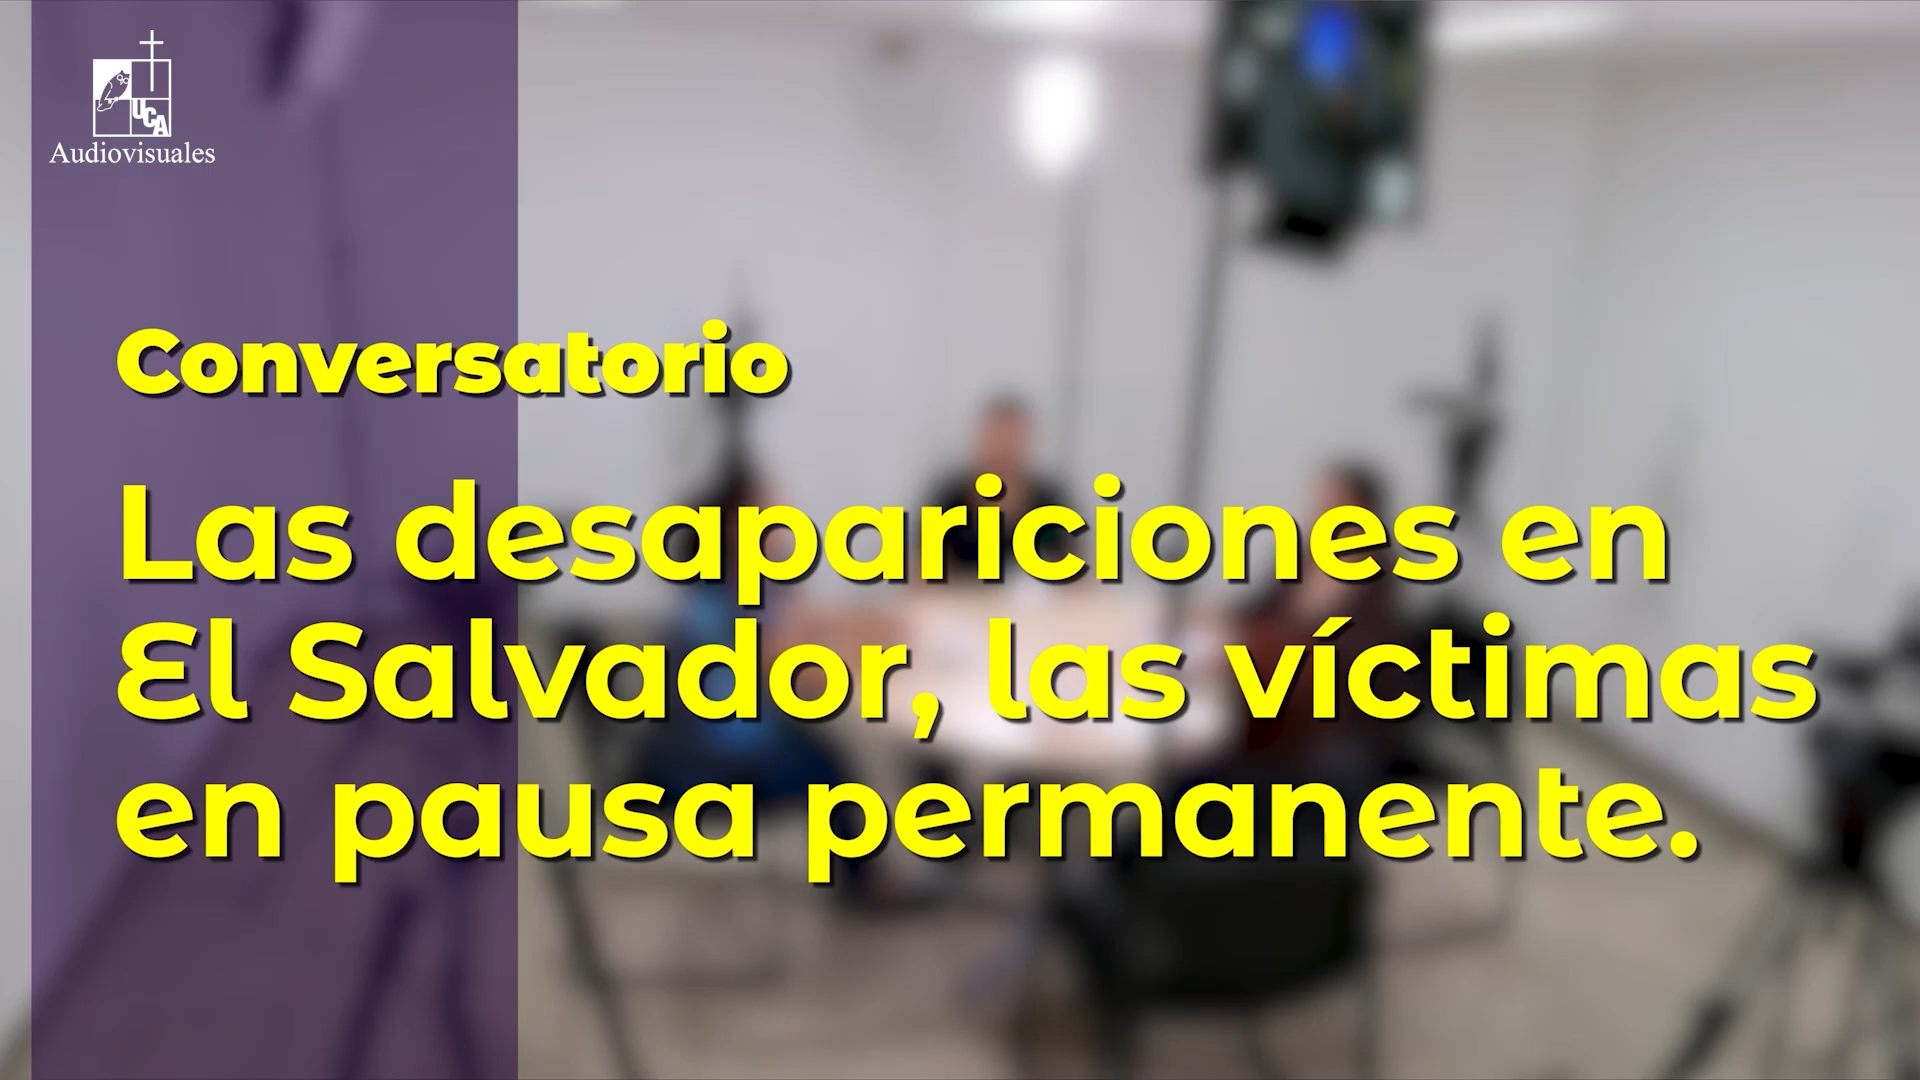 UCA
Audiovisuales
Conversatorio
Las desapariciones en
El Salvador, las víctimas
en pausa permanente.